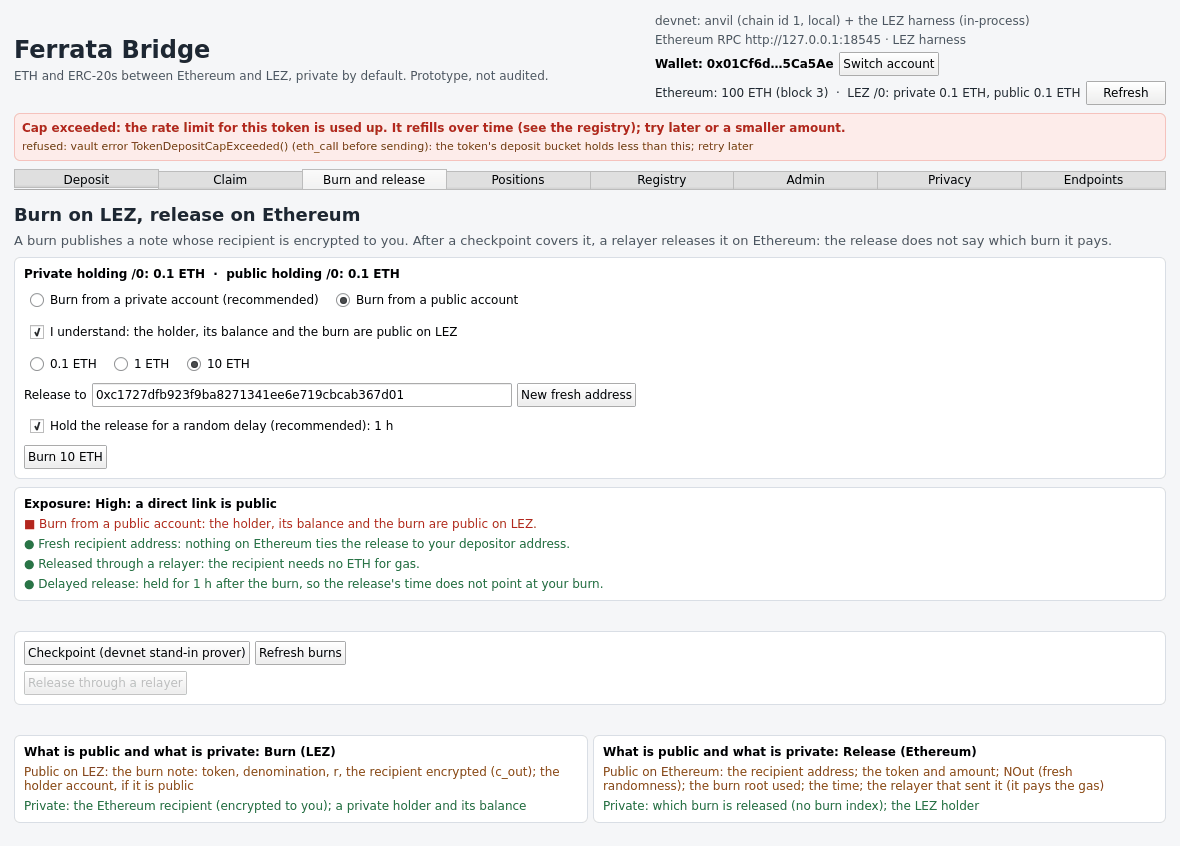 Ferrata Bridge
ETH and ERC-20s between Ethereum and LEZ, private by default. Prototype, not audited.
devnet: anvil (chain id 1, local) + the LEZ harness (in-process)
Ethereum RPC http://127.0.0.1:18545 · LEZ harness
Wallet: 0x01Cf6d…5Ca5Ae Switch account
Ethereum: 100 ETH (block 3) · LEZ /0: private 0.1 ETH, public 0.1 ETH Refresh
Cap exceeded: the rate limit for this token is used up. It refills over time (see the registry); try later or a smaller amount.
refused: vault error TokenDepositCapExceeded() (eth_call before sending): the token's deposit bucket holds less than this; retry later
Deposit Claim Burn and release Positions Registry Admin Privacy Endpoints
Burn on LEZ, release on Ethereum
A burn publishes a note whose recipient is encrypted to you. After a checkpoint covers it, a relayer releases it on Ethereum: the release does not say which burn it pays.
Private holding /0: 0.1 ETH · public holding /0: 0.1 ETH
Burn from a private account (recommended) Burn from a public account
I understand: the holder, its balance and the burn are public on LEZ
0.1 ETH 1 ETH 10 ETH
Release to 0xc1727dfb923f9ba8271341ee6e719cbcab367d01 New fresh address
Hold the release for a random delay (recommended): 1 h
Burn 10 ETH
Exposure: High: a direct link is public
Burn from a public account: the holder, its balance and the burn are public on LEZ.
Fresh recipient address: nothing on Ethereum ties the release to your depositor address.
Released through a relayer: the recipient needs no ETH for gas.
Delayed release: held for 1 h after the burn, so the release's time does not point at your burn.
Checkpoint (devnet stand-in prover) Refresh burns
Release through a relayer
What is public and what is private: Burn (LEZ)
Public on LEZ: the burn note: token, denomination, r, the recipient encrypted (c_out); the
holder account, if it is public
Private: the Ethereum recipient (encrypted to you); a private holder and its balance
What is public and what is private: Release (Ethereum)
Public on Ethereum: the recipient address; the token and amount; NOut (fresh
randomness); the burn root used; the time; the relayer that sent it (it pays the gas)
Private: which burn is released (no burn index); the LEZ holder